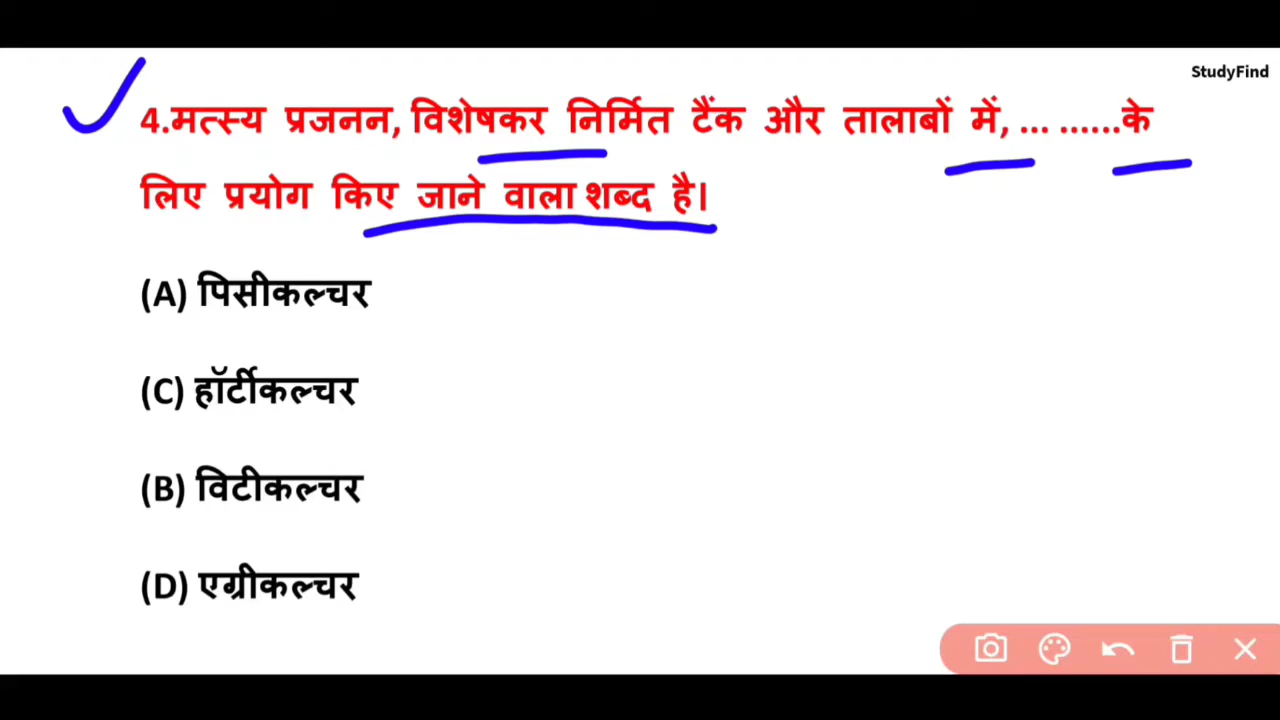 StudyFind
4.मत्स्य प्रजनन, विशेषकर निर्मित टैंक और तालाबों में, ... ......के
लिए प्रयोग किए जाने वाला शब्द है।
(A) पिसीकल्चर
(C) हॉर्टीकल्चर
(B) विटीकल्चर
(D) एग्रीकल्चर